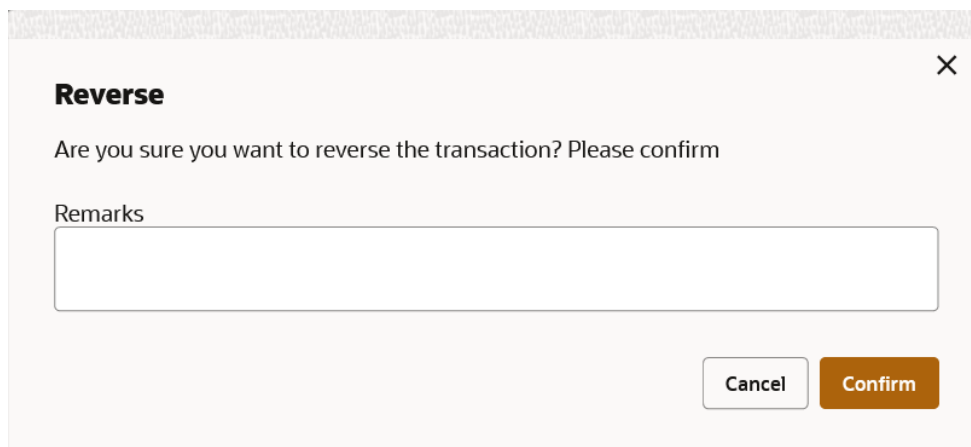 Reverse
Are you sure you want to reverse the transaction? Please confirm
Remarks
Cancel Confirm